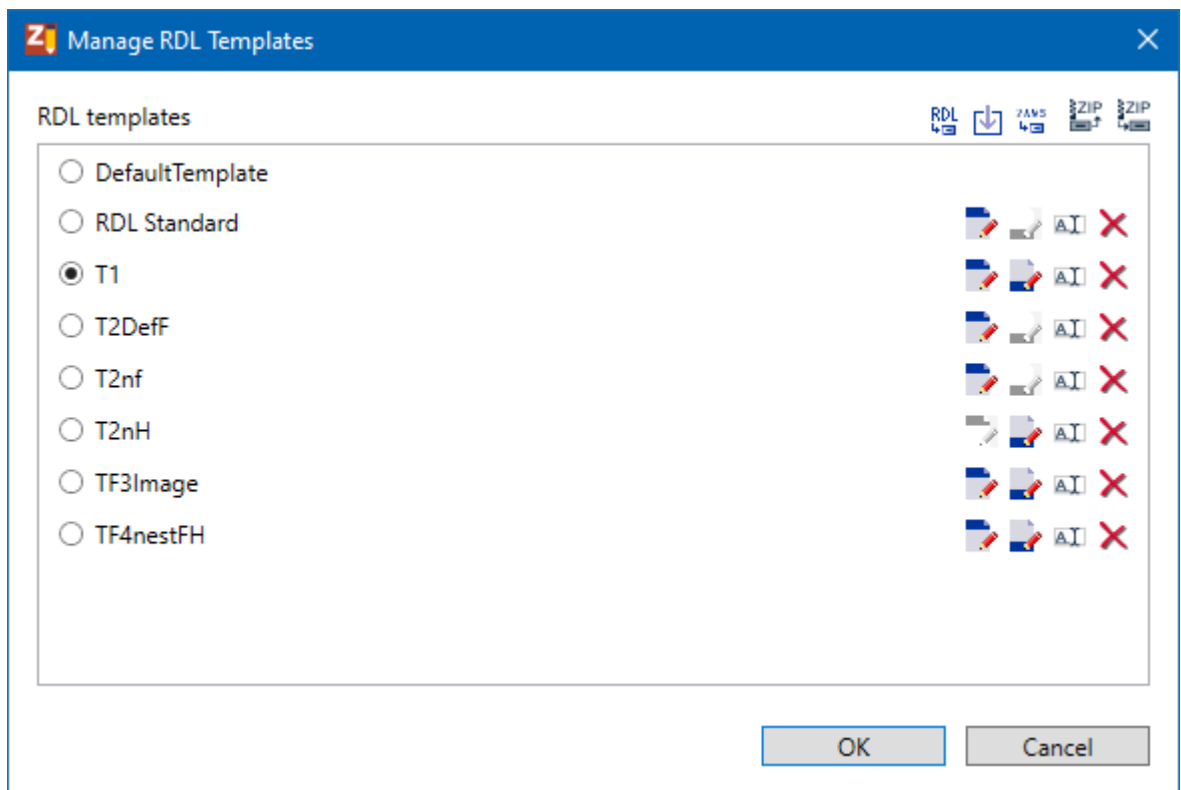 Manage RDL Templates
RDL templates
RDL
ZIP
ZIP
DefaultTemplate
RDL Standard
T1
T2DefF
T2nf
T2nH
TF3Image
TF4nestFH
OK
Cancel